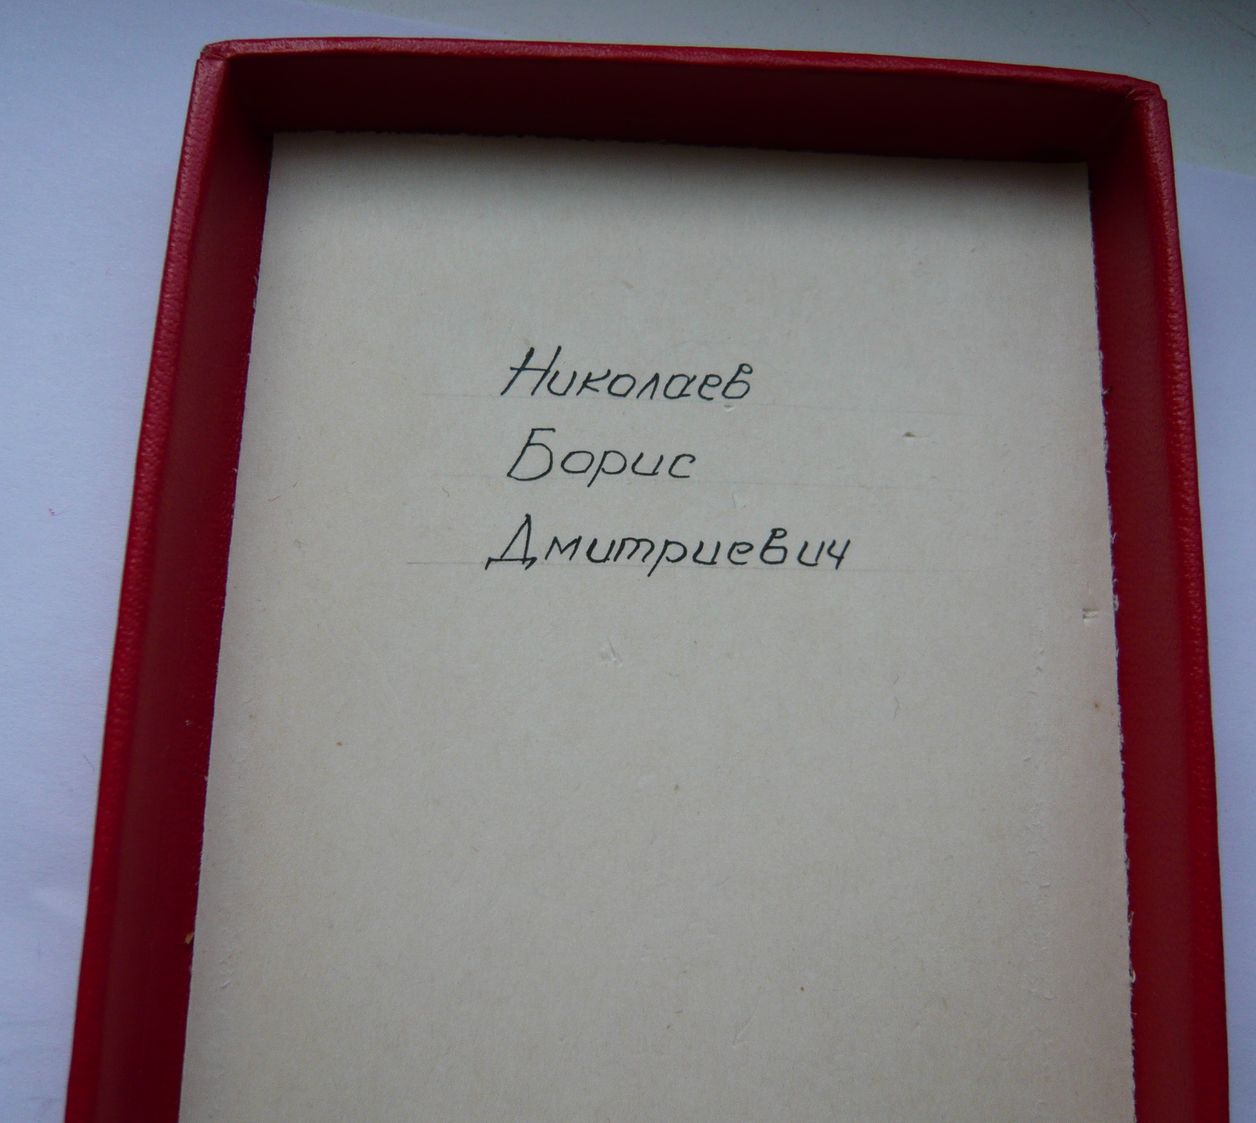 Николаев
Борис
Дмитриевич